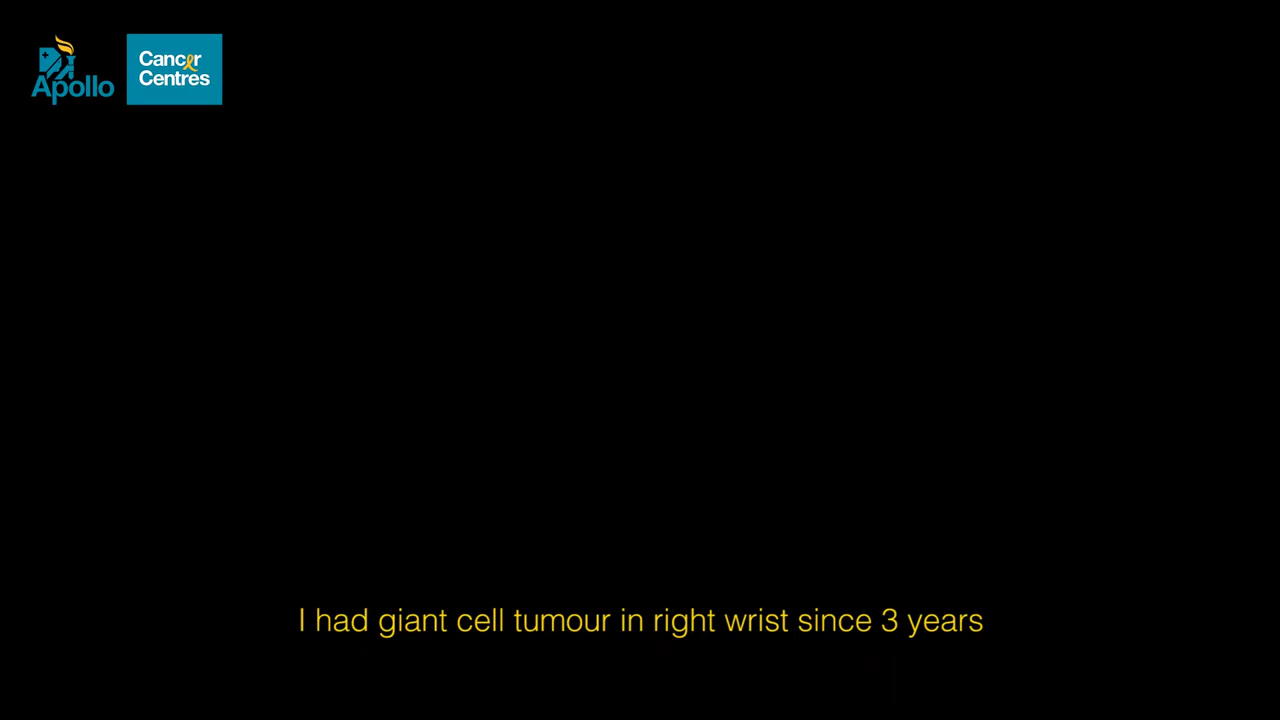 Apollo
Cancer
Centres
I had giant cell tumour in right wrist since 3 years